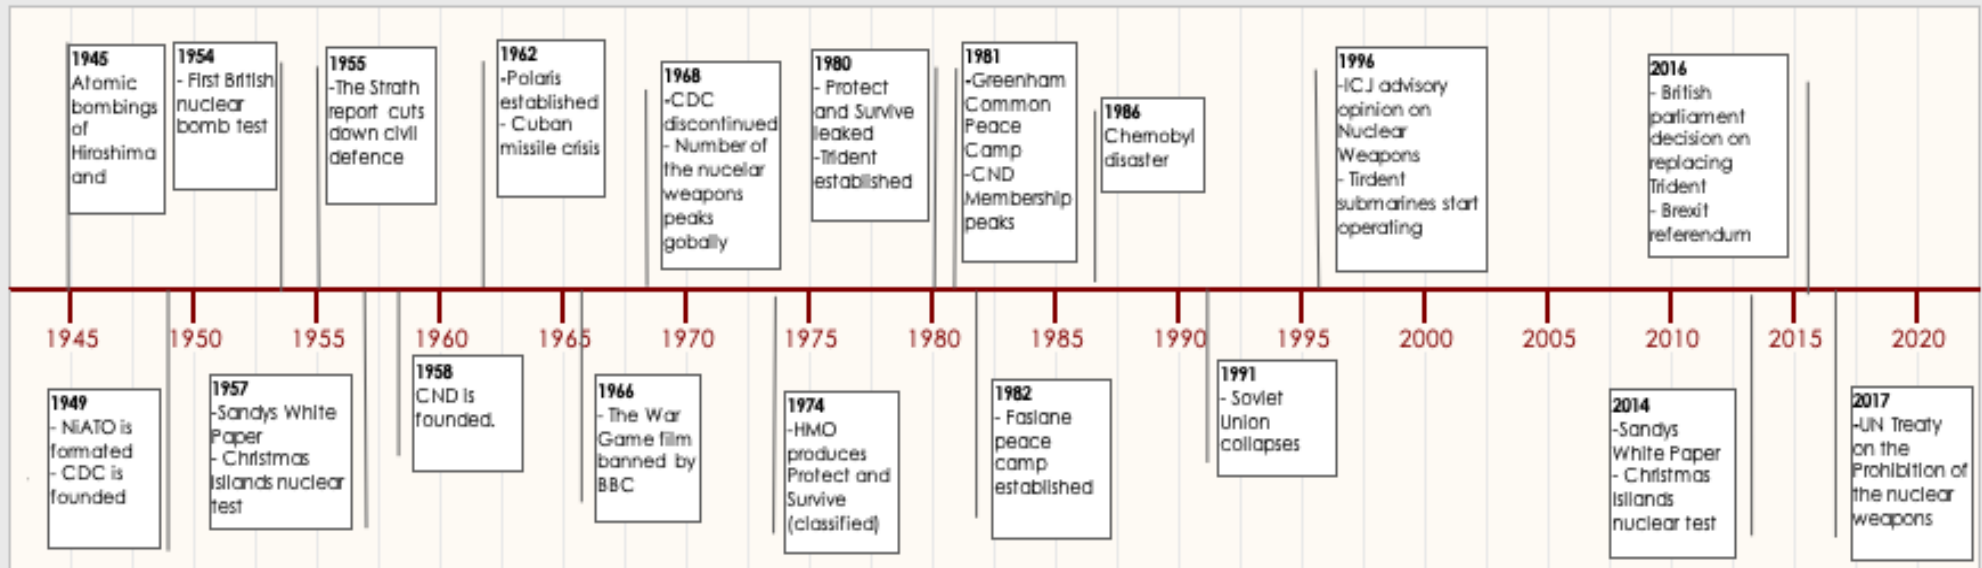 1945
Atomic
bombings
of
Hiroshima
and
1954
- First British
nuclear
bomb test
1955
-The Strath
report cuts
down civil
defence
1962
-Polaris
established
- Cuban
missile crisis
1968
-CDC
discontinued
- Number of
the nucelar
weapons
peaks
gobally
1980
- Protect
and Survive
leaked
-Trident
established
1981
-Greenham
Common
Peace
Camp
-CND
Membership
peaks
1986
Chernobyl
disaster
1996
-ICJ advisory
opinion on
Nuclear
Weapons
- Tirdent
submarines start
operating
2016
- British
parliament
decision on
replacing
Trident
- Brexit
referendum
1945 1950 1955 1960 1965 1970 1975 1980 1985 1990 1995 2000 2005 2010 2015 2020
1949
- NiATO is
formated
- CDC is
founded
1957
-Sandys White
Paper
- Christmas
Isilands nuclear
test
1958
CND is
founded.
1966
- The War
Game film
banned by
BBC
1974
-HMO
produces
Protect and
Survive
(classified)
1982
- Faslane
peace
camp
established
1991
- Soviet
Union
collapses
2014
-Sandys
White Paper
- Christmas
Isilands
nuclear test
2017
-UN Treaty
on the
Prohibition of
the nuclear
weapons